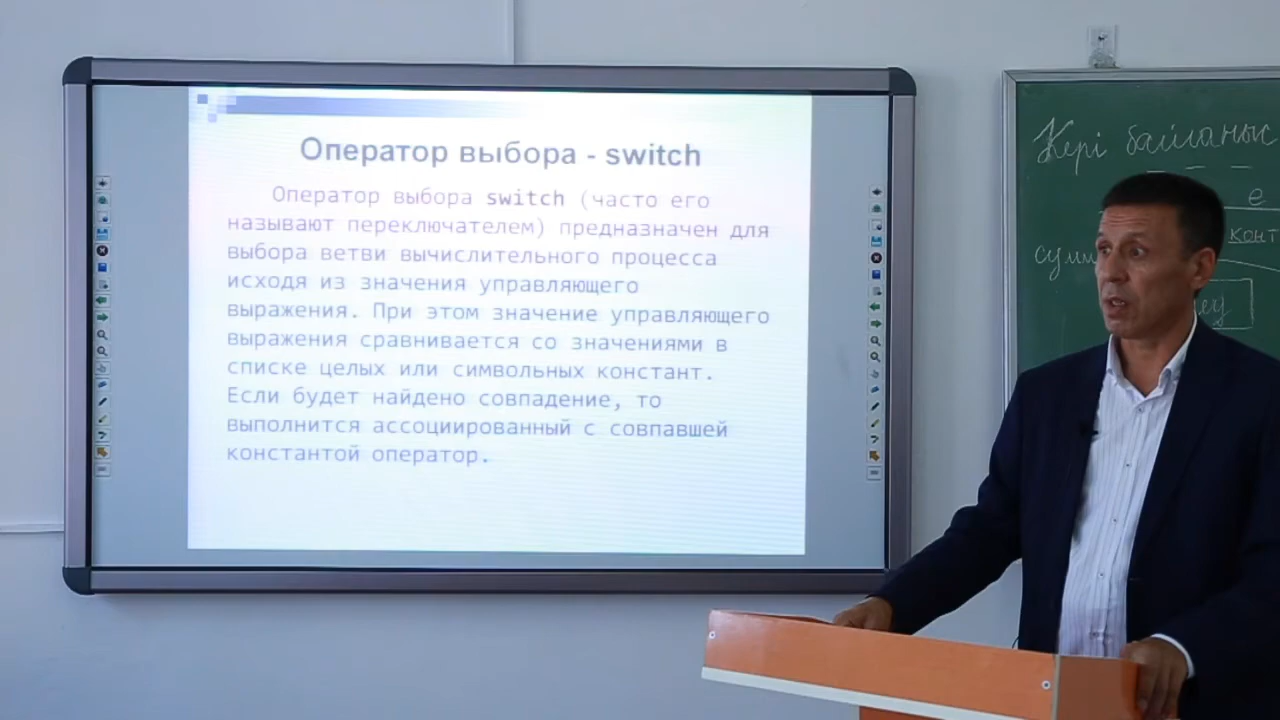 Оператор выбора - switch
Оператор выбора switch (часто его
называют переключателем) предназначен для
выбора ветви вычислительного процесса
исходя из значения управляющего
выражения. При этом значение управляющего
выражения сравнивается со значениями в
списке целых или символьных констант.
Если будет найдено совпадение, то
выполнится ассоциированный с совпавшей
константой оператор.
Кері байланыс
е
конт
сумм